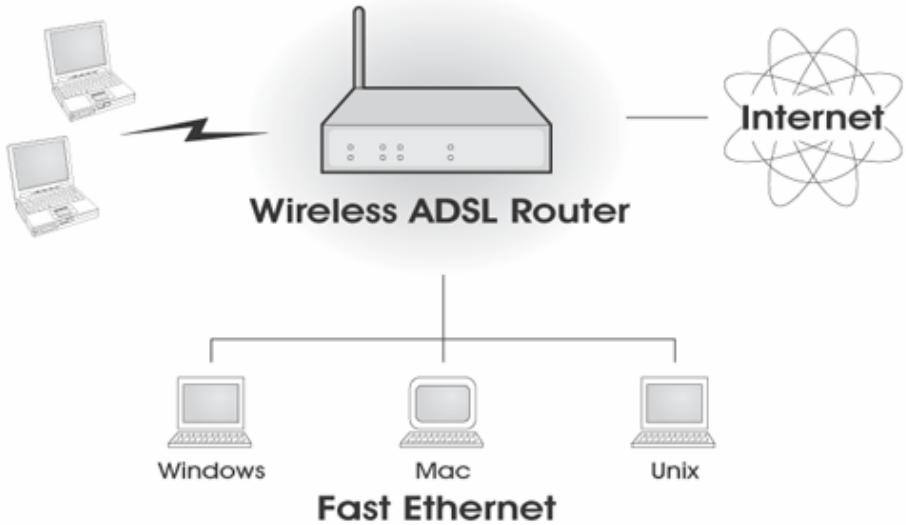 Internet
Wireless ADSL Router
Windows
Mac
Unix
Fast Ethernet